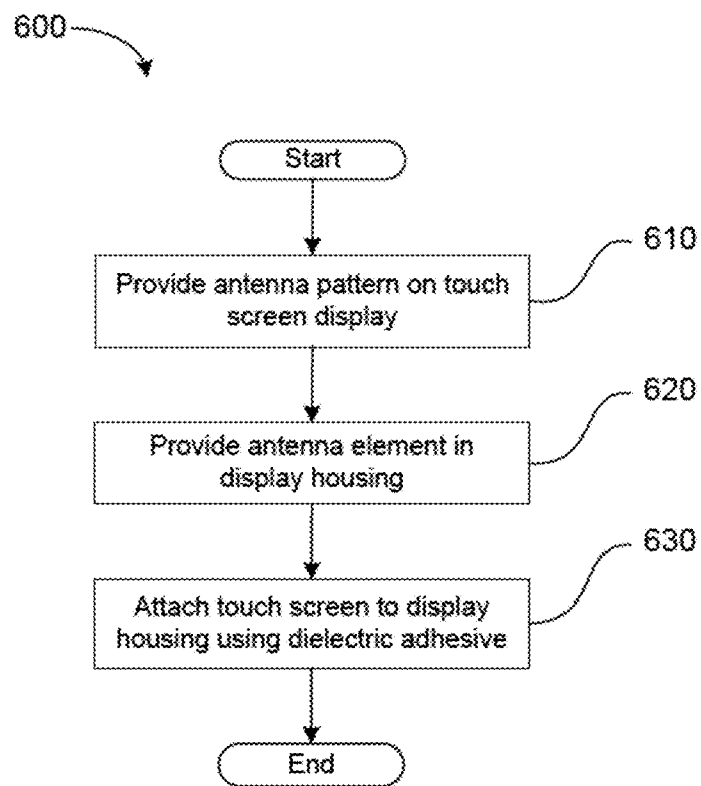 600
Start
Provide antenna pattern on touch
screen display
610
Provide antenna element in
display housing
620
Attach touch screen to display
housing using dielectric adhesive
630
End